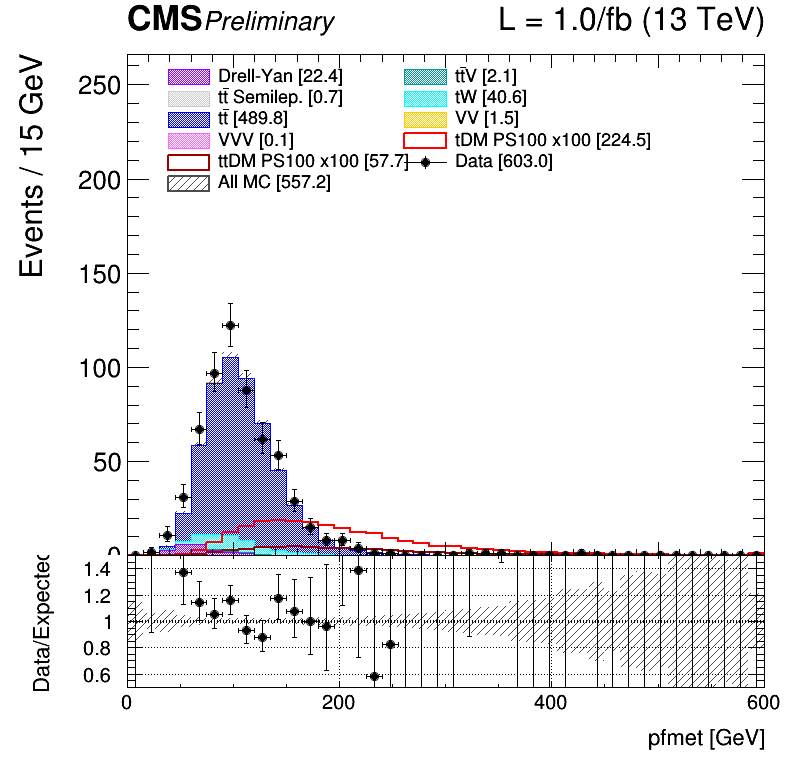 CMS Preliminary L = 1.0/fb (13 TeV)
Events / 15 GeV
250
200
150
100
50
0
Drell-Yan [22.4]
tt̄ Semilep. [0.7]
tt̄ [489.8]
VVV [0.1]
ttDM PS100 x100 [57.7]
All MC [557.2]
tt̄V [2.1]
tW [40.6]
VV [1.5]
tDM PS100 x100 [224.5]
Data [603.0]
Data/Expected
1.4
1.2
1
0.8
0.6
0 200 400 600
pfmet [GeV]